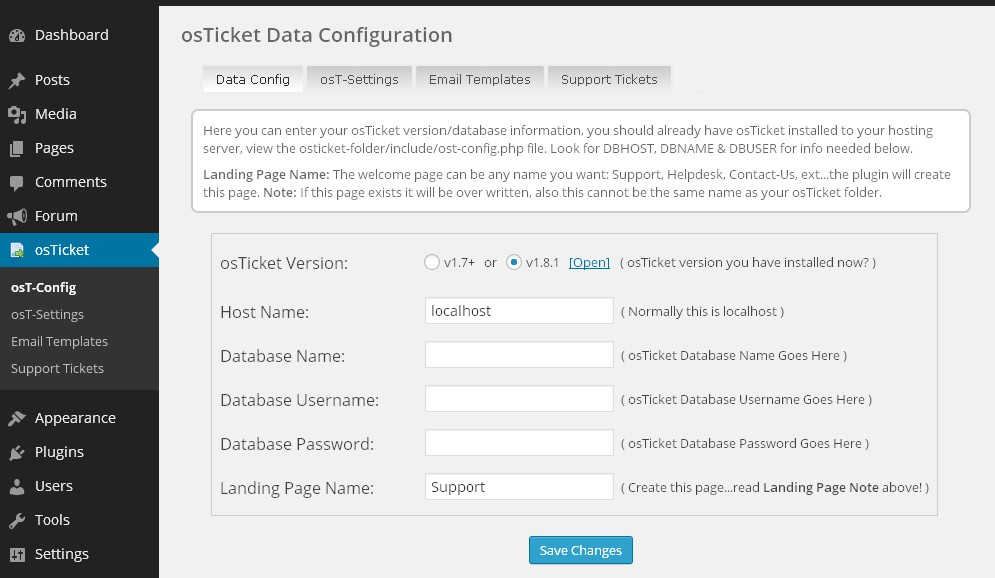 Dashboard
Posts
Media
Pages
Comments
Forum
osTicket
osT-Config
osT-Settings
Email Templates
Support Tickets
Appearance
Plugins
Users
Tools
Settings
osTicket Data Configuration
Data Config osT-Settings Email Templates Support Tickets
Here you can enter your osTicket version/database information, you should already have osTicket installed to your hosting
server, view the osticket-folder/include/ost-config.php file. Look for DBHOST, DBNAME & DBUSER for info needed below.
Landing Page Name: The welcome page can be any name you want: Support, Helpdesk, Contact-Us, ext...the plugin will create
this page. Note: If this page exists it will be over written, also this cannot be the same name as your osTicket folder.
osTicket Version: v1.7+ or v1.8.1 [Open] ( osTicket version you have installed now? )
Host Name: localhost ( Normally this is localhost )
Database Name: ( osTicket Database Name Goes Here )
Database Username: ( osTicket Database Username Goes Here )
Database Password: ( osTicket Database Password Goes Here )
Landing Page Name: Support ( Create this page...read Landing Page Note above! )
Save Changes